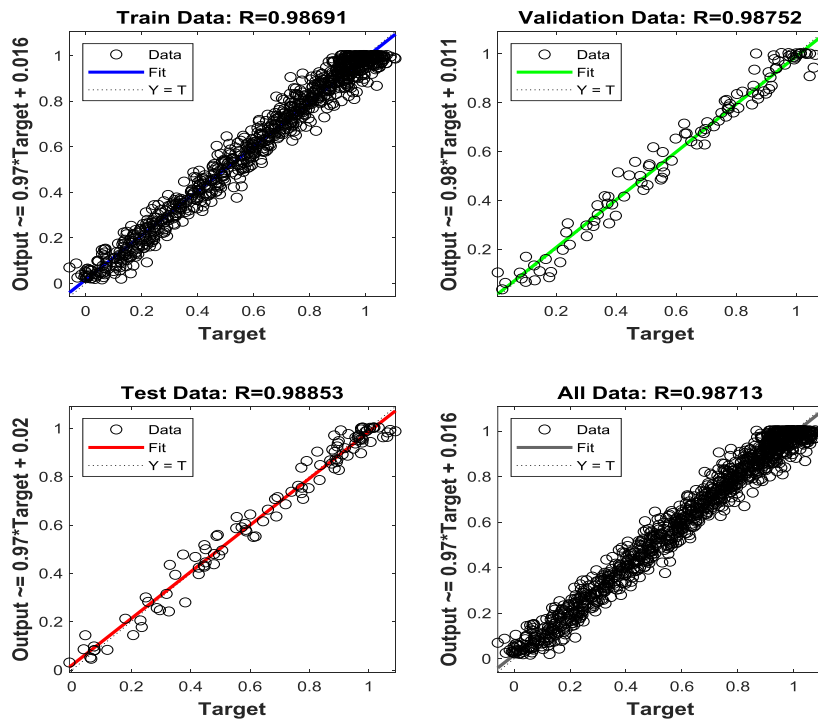 Train Data: R=0.98691
Output ~= 0.97*Target + 0.016
1
0.8
0.6
0.4
0.2
0
Data
Fit
Y = T
0 0.2 0.4 0.6 0.8 1
Target
Validation Data: R=0.98752
Output ~= 0.98*Target + 0.011
1
0.8
0.6
0.4
0.2
Data
Fit
Y = T
0.2 0.4 0.6 0.8 1
Target
Test Data: R=0.98853
Output ~= 0.97*Target + 0.02
1
0.8
0.6
0.4
0.2
0
Data
Fit
Y = T
0 0.2 0.4 0.6 0.8 1
Target
All Data: R=0.98713
Output ~= 0.97*Target + 0.016
1
0.8
0.6
0.4
0.2
0
Data
Fit
Y = T
0 0.2 0.4 0.6 0.8 1
Target